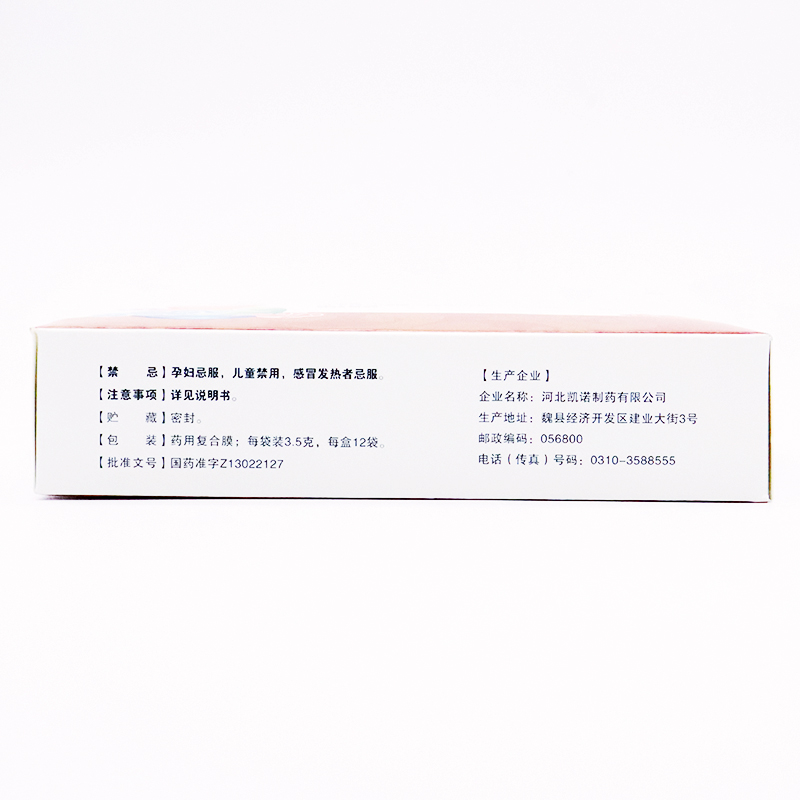 【禁 忌】孕妇忌服，儿童禁用，感冒发热者忌服。
【注意事项】详见说明书。
【贮 藏】密封。
【包 装】药用复合膜；每袋装3.5克，每盒12袋。
【批准文号】国药准字Z13022127
【生产企业】
企业名称：河北凯诺制药有限公司
生产地址：魏县经济开发区建业大街3号
邮政编码：056800
电话（传真）号码：0310-3588555